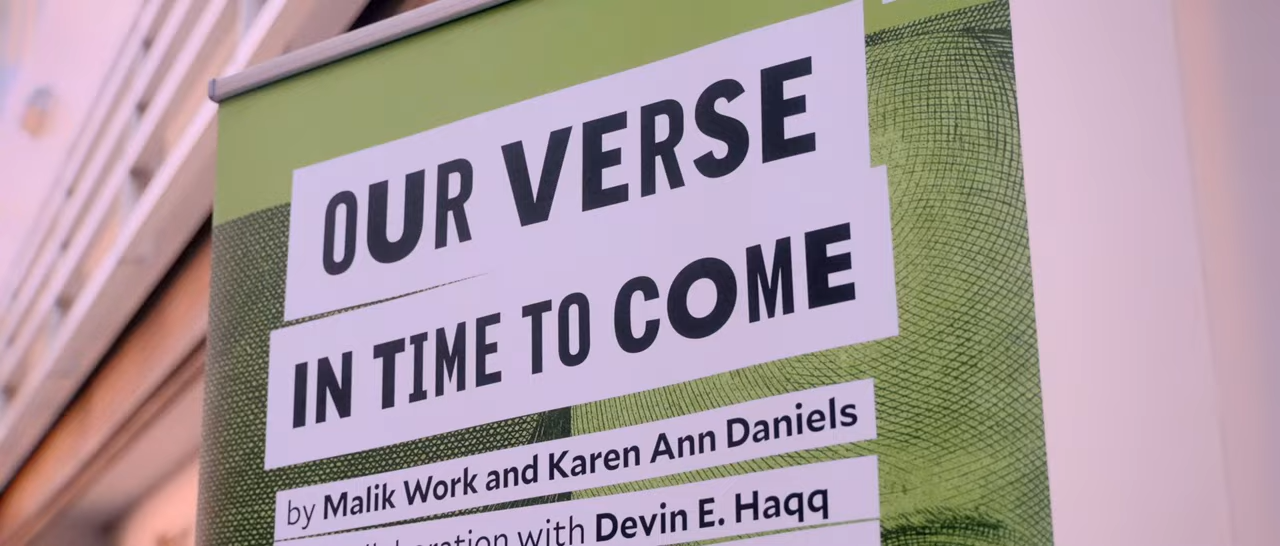 OUR VERSE
IN TIME TO COME
by Malik Work and Karen Ann Daniels
with Devin E. Haqq